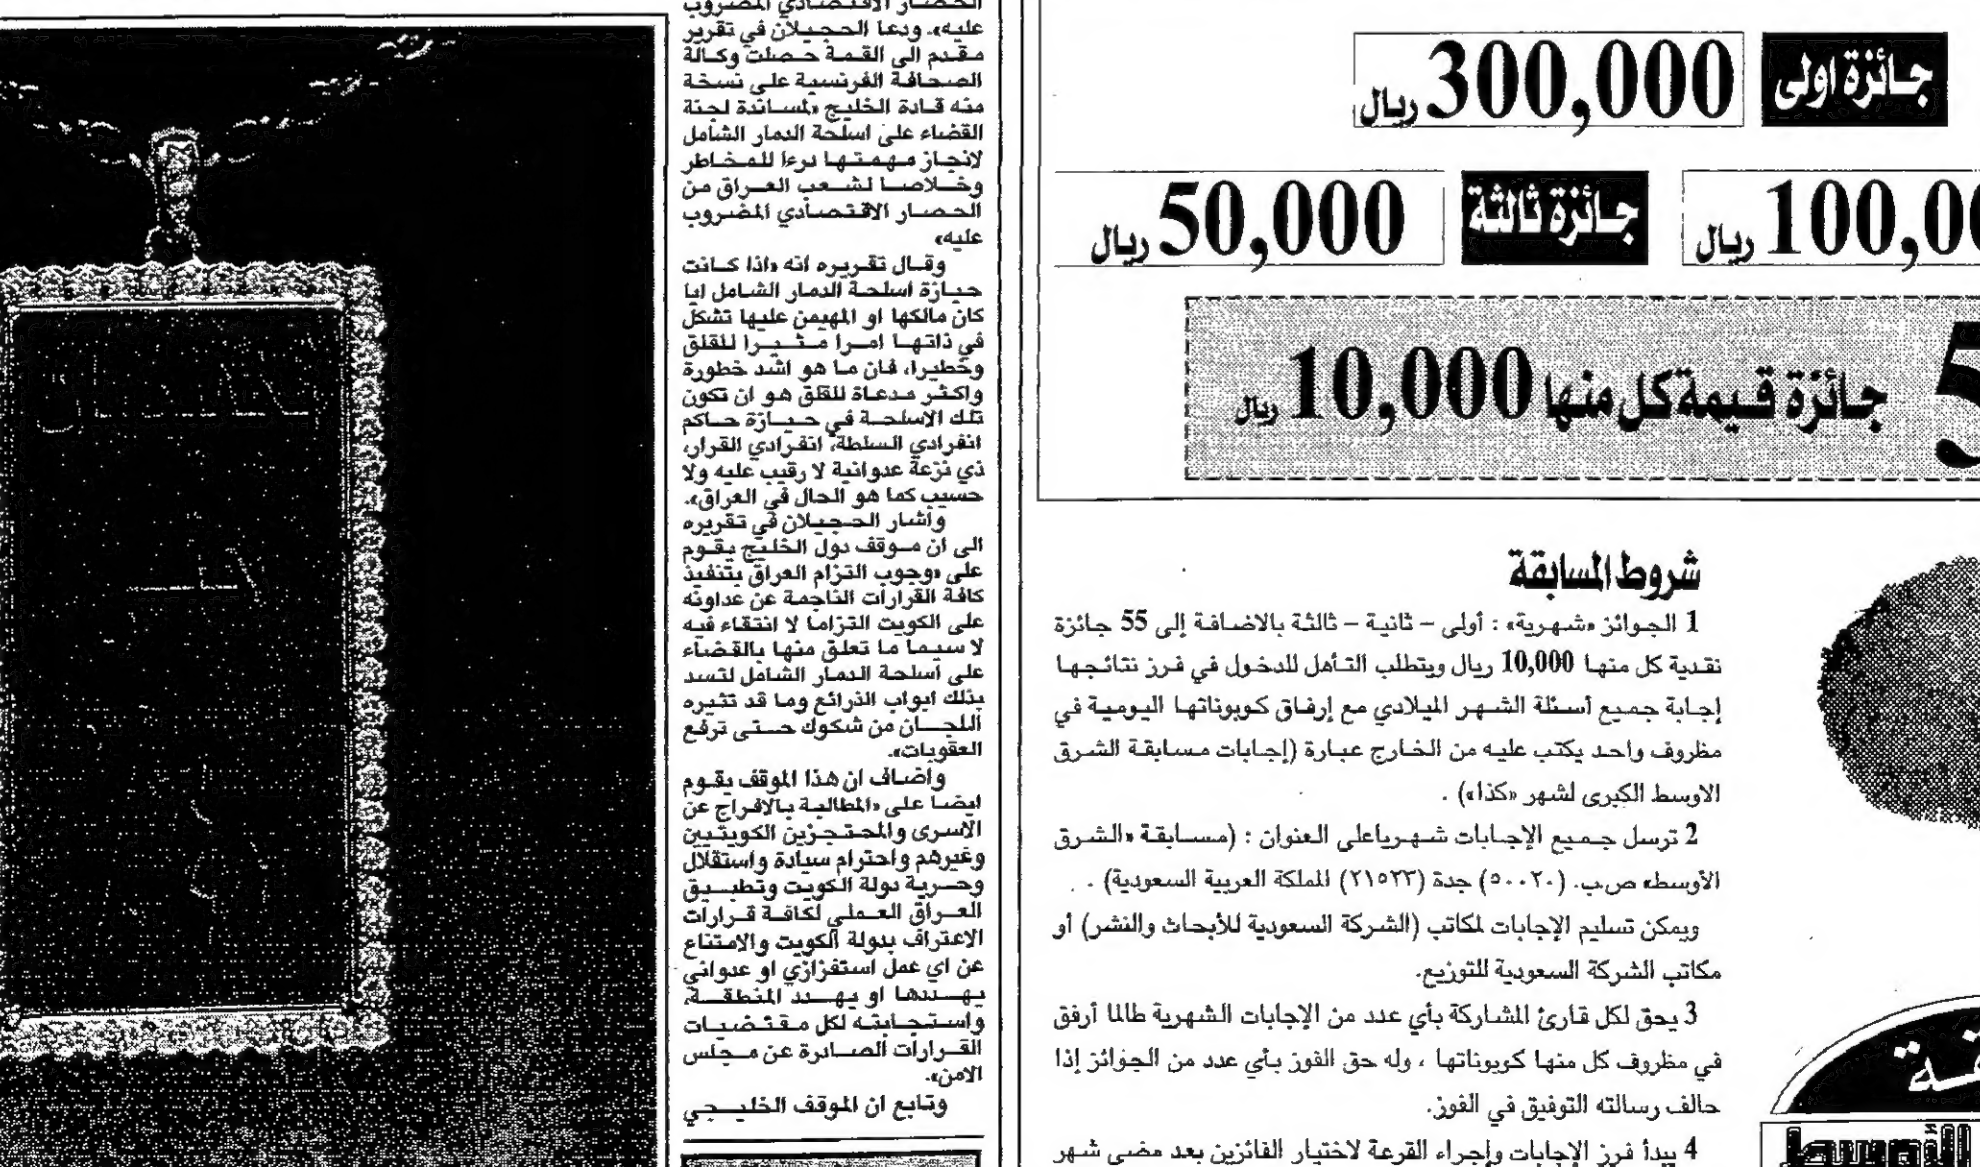 جائزة اولى
300,000 ريال
100,00 ريال
جائزة ثالثة
50,000 ريال
5 جائزة قيمة كل منها 10,000 ريال
شروط المسابقة
1 الجوائز «شهرية» : أولى – ثانية – ثالثة بالاضافة إلى 55 جائزة
نقدية كل منها 10,000 ريال ويتطلب التأهل للدخول في فرز نتائجها
إجابة جميع أسئلة الشهر الميلادي مع إرفاق كوبوناتها اليومية في
مظروف واحد يكتب عليه من الخارج عبارة (إجابات مسابقة الشرق
الاوسط الكبرى لشهر «كذا») .
2 ترسل جميع الإجابات شهرياعلى العنوان : (مسابقة «الشرق
الأوسط» ص.ب. (٥٠٠٢٠) جدة (٢١٥٢٣) المملكة العربية السعودية) .
ويمكن تسليم الإجابات لمكاتب (الشركة السعودية للأبحاث والنشر) أو
مكاتب الشركة السعودية للتوزيع.
3 يحق لكل قارئ المشاركة بأي عدد من الإجابات الشهرية طالما أرفق
في مظروف كل منها كوبوناتها ، وله حق الفوز بأي عدد من الجوائز إذا
حالف رسالته التوفيق في الفوز.
4 يبدأ فرز الإجابات وإجراء القرعة لاختيار الفائزين بعد مضى شهر
الحصار الاقتصادي المضروب
عليه». ودعا الحجيلان في تقرير
مقدم الى القمة حصلت وكالة
الصحافة الفرنسية على نسخة
منه قادة الخليج «لمساندة لجنة
القضاء على اسلحة الدمار الشامل
لانجاز مهمتها درءا للمخاطر
وخلاصا لشعب العراق من
الحصار الاقتصادي المضروب
عليه»
وقال تقريره انه «اذا كانت
حيازة اسلحة الدمار الشامل ايا
كان مالكها او المهيمن عليها تشكل
في ذاتها امرا مثيرا للقلق
وخطيرا، فان ما هو اشد خطورة
واكثر مدعاة للقلق هو ان تكون
تلك الاسلحة في حيازة حاكم
انفرادي السلطة، انفرادي القرار،
ذي نزعة عدوانية لا رقيب عليه ولا
حسيب كما هو الحال في العراق».
وأشار الحجيلان في تقريره
الى ان موقف دول الخليج يقوم
على «وجوب التزام العراق بتنفيذ
كافة القرارات الناجمة عن عداونه
على الكويت التزاما لا انتقاء فيه
لا سيما ما تعلق منها بالقضاء
على أسلحة الدمار الشامل لتسد
بذلك ابواب الذرائع وما قد تثيره
اللجان من شكوك حتى ترفع
العقوبات».
واضاف ان هذا الموقف يقوم
ايضا على «المطالبة بالافراج عن
الاسرى والمحتجزين الكويتيين
وغيرهم واحترام سيادة واستقلال
وحرية دولة الكويت وتطبيق
العراق العملي لكافة قرارات
الاعتراف بدولة الكويت والامتناع
عن اي عمل استفزازي او عدواني
يهددها او يهدد المنطقة،
واستجابته لكل مقتضيات
القرارات الصادرة عن مجلس
الامن».
وتابع ان الموقف الخليجي